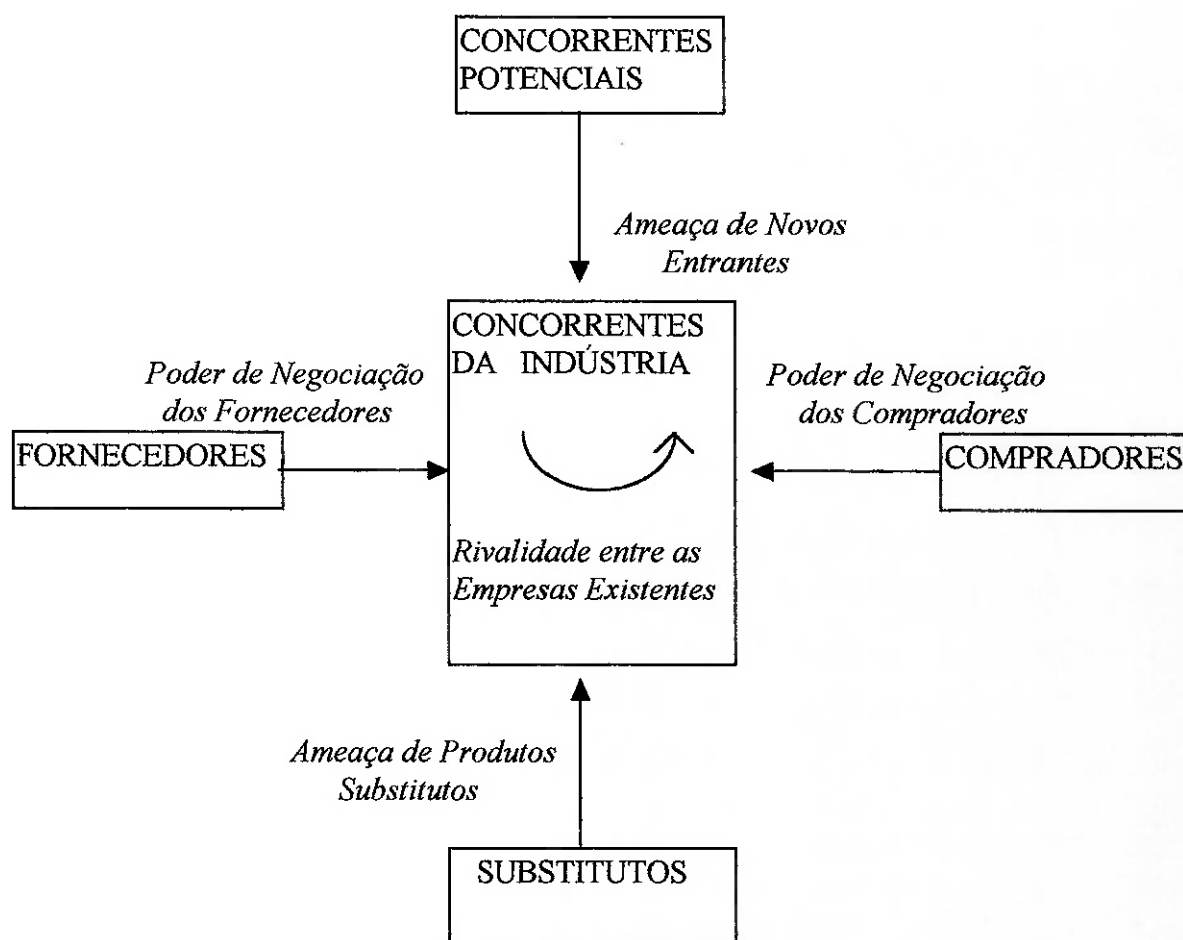 CONCORRENTES
POTENCIAIS
Ameaça de Novos
Entrantes
CONCORRENTES
DA INDÚSTRIA
Poder de Negociação
dos Fornecedores
FORNECEDORES
Poder de Negociação
dos Compradores
COMPRADORES
Rivalidade entre as
Empresas Existentes
Ameaça de Produtos
Substitutos
SUBSTITUTOS